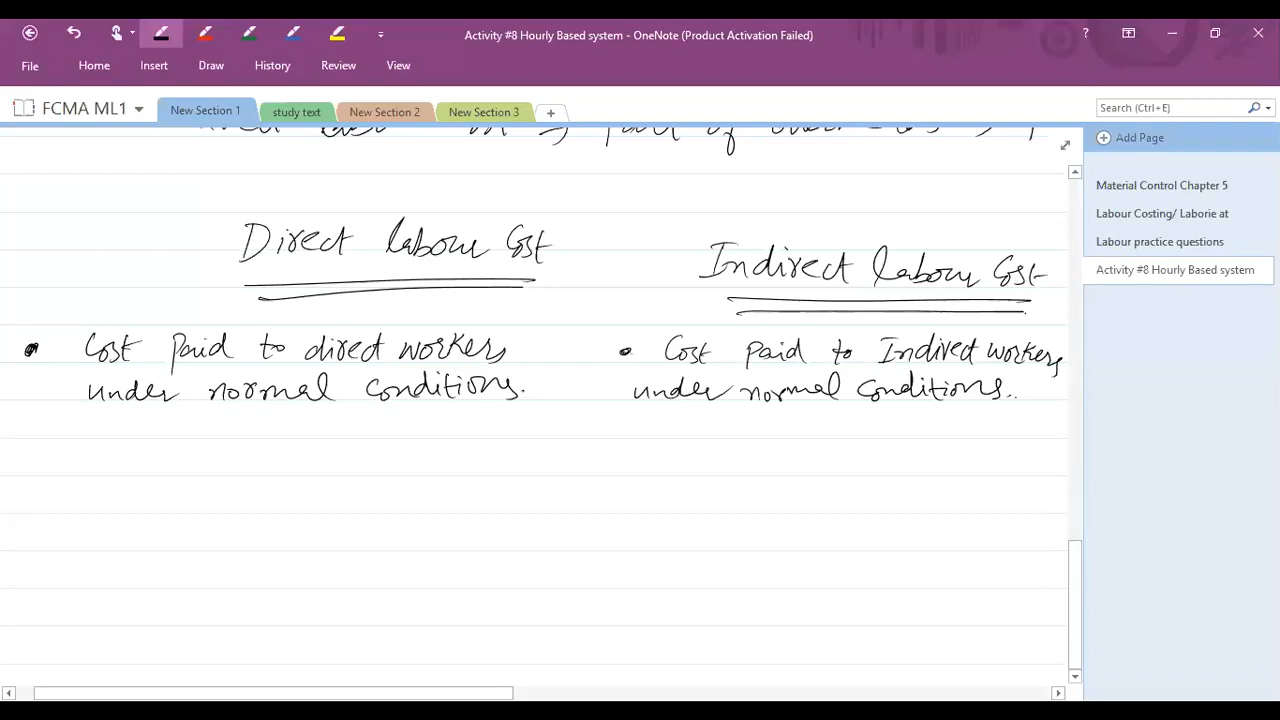 Activity #8 Hourly Based system - OneNote (Product Activation Failed)
?
File Home Insert Draw History Review View
FCMA ML1
New Section 1
study text
New Section 2
New Section 3
Search (Ctrl+E)
Add Page
Material Control Chapter 5
Labour Costing/ Laborie at
Labour practice questions
Activity #8 Hourly Based system
part of
Direct labour Cost
• Cost Paid to direct workers
under normal conditions.
Indirect labour Cost
• Cost paid to Indirect workers
under normal conditions.